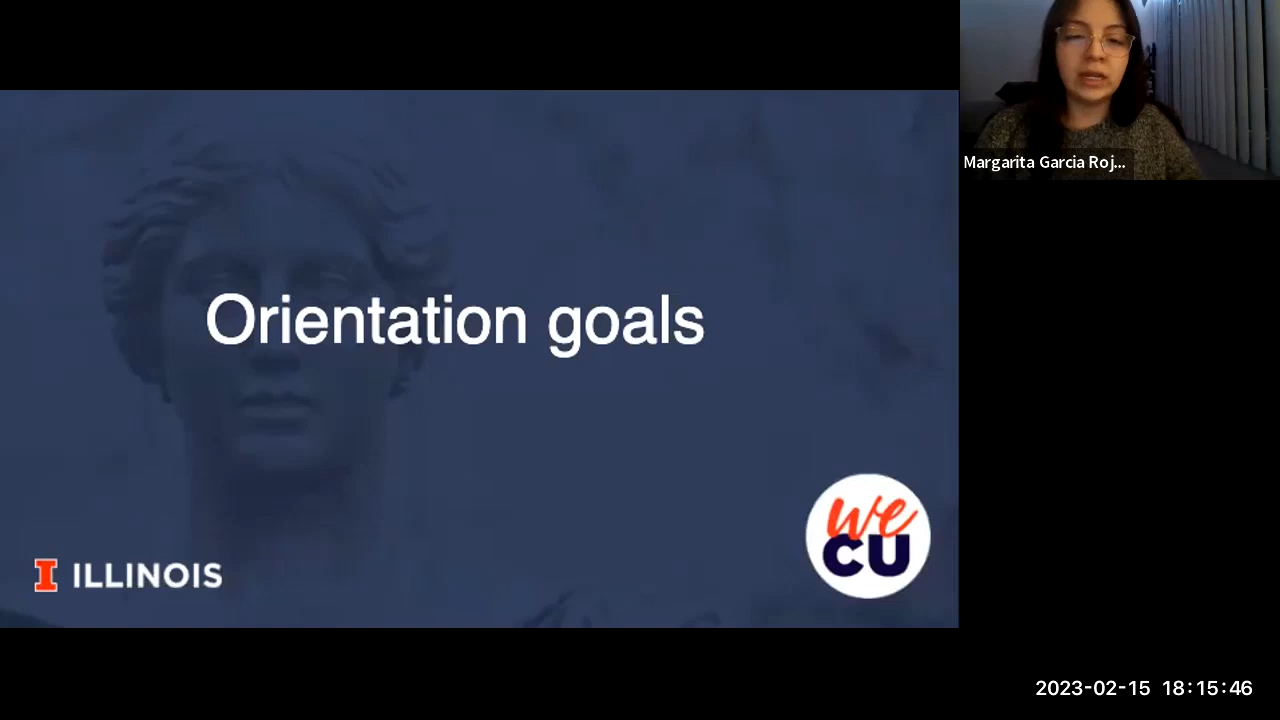 Margarita Garcia Roj...
Orientation goals
we
CU
I ILLINOIS
2023-02-15 18:15:46